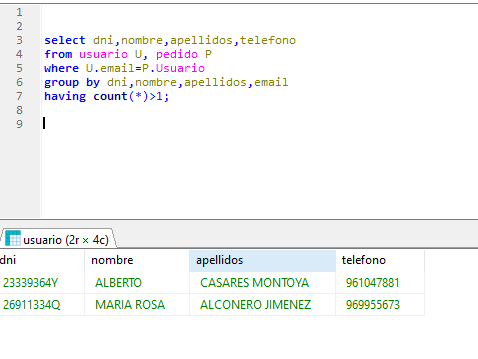 1
2
3 select dni,nombre,apellidos,telefono
4 from usuario U, pedido P
5 where U.email=P.Usuario
6 group by dni,nombre,apellidos,email
7 having count(*)>1;
8
9
usuario (2r × 4c)
dni nombre apellidos telefono
23339364Y ALBERTO CASARES MONTOYA 961047881
26911334Q MARIA ROSA ALCONERO JIMENEZ 969955673